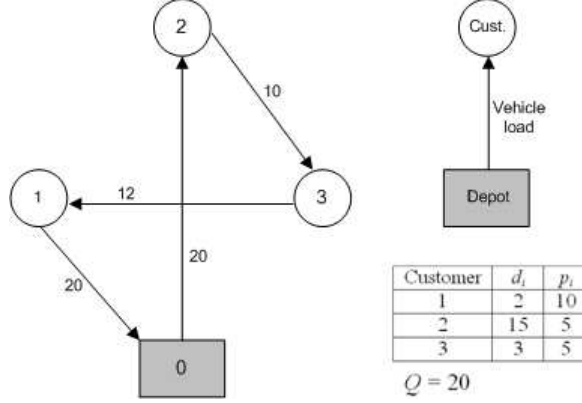 2
Cust.
10
Vehicle
load
1
12
3
Depot
20
20
0
Customer d_i p_i
1 2 10
2 15 5
3 3 5
Q = 20